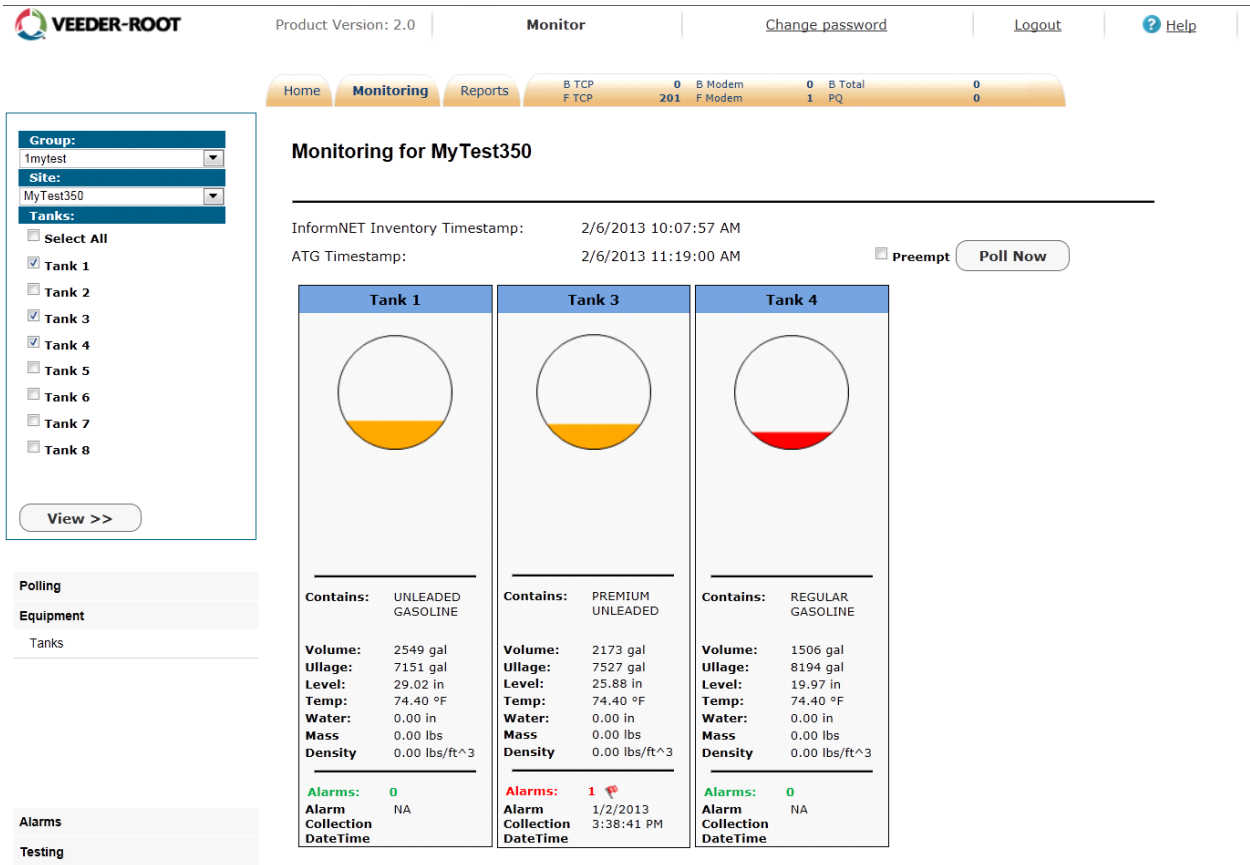 VEEDER-ROOT
Product Version: 2.0
Monitor
Change password
Logout
? Help
Home
Monitoring
Reports
B TCP 0 B Modem 0 B Total 0
F TCP 201 F Modem 1 PQ 0
Group:
1mytest
Site:
MyTest350
Tanks:
Select All
Tank 1
Tank 2
Tank 3
Tank 4
Tank 5
Tank 6
Tank 7
Tank 8
View >>
Polling
Equipment
Tanks
Alarms
Testing
Monitoring for MyTest350
InformNET Inventory Timestamp: 2/6/2013 10:07:57 AM
ATG Timestamp: 2/6/2013 11:19:00 AM
Preempt
Poll Now
Tank 1
Contains: UNLEADED
GASOLINE
Volume: 2549 gal
Ullage: 7151 gal
Level: 29.02 in
Temp: 74.40 °F
Water: 0.00 in
Mass 0.00 lbs
Density 0.00 lbs/ft^3
Alarms: 0
Alarm NA
Collection
DateTime
Tank 3
Contains: PREMIUM
UNLEADED
Volume: 2173 gal
Ullage: 7527 gal
Level: 25.88 in
Temp: 74.40 °F
Water: 0.00 in
Mass 0.00 lbs
Density 0.00 lbs/ft^3
Alarms: 1
Alarm 1/2/2013
Collection 3:38:41 PM
DateTime
Tank 4
Contains: REGULAR
GASOLINE
Volume: 1506 gal
Ullage: 8194 gal
Level: 19.97 in
Temp: 74.40 °F
Water: 0.00 in
Mass 0.00 lbs
Density 0.00 lbs/ft^3
Alarms: 0
Alarm NA
Collection
DateTime